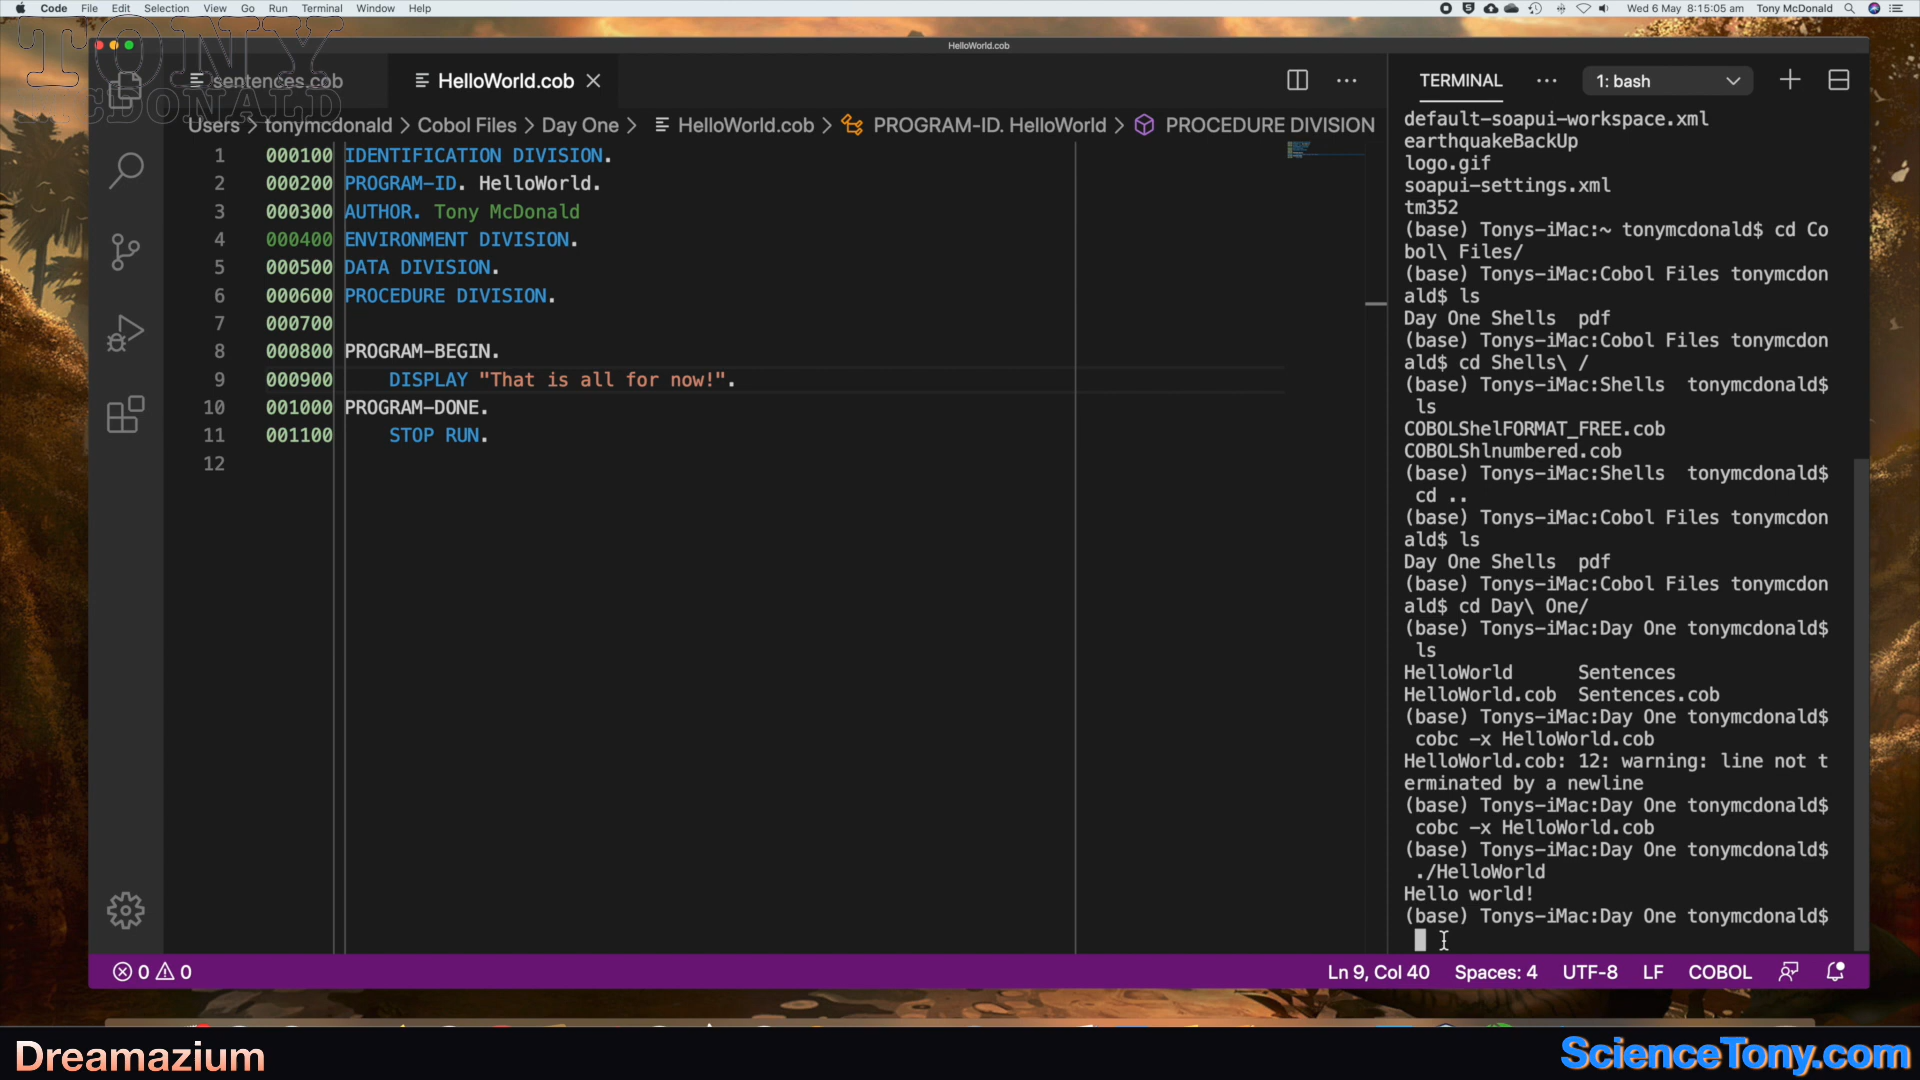 Code File Edit Selection View Go Run Terminal Window Help
Wed 6 May 8:15:05 am Tony McDonald
TONY
MCDONALD
HelloWorld.cob
sentences.cob
HelloWorld.cob
Users > tonymcdonald > Cobol Files > Day One > HelloWorld.cob > PROGRAM-ID. HelloWorld > PROCEDURE DIVISION
1 000100 IDENTIFICATION DIVISION.
2 000200 PROGRAM-ID. HelloWorld.
3 000300 AUTHOR. Tony McDonald
4 000400 ENVIRONMENT DIVISION.
5 000500 DATA DIVISION.
6 000600 PROCEDURE DIVISION.
7 000700
8 000800 PROGRAM-BEGIN.
9 000900     DISPLAY "That is all for now!".
10 001000 PROGRAM-DONE.
11 001100     STOP RUN.
12
TERMINAL
1: bash
default-soapui-workspace.xml
earthquakeBackUp
logo.gif
soapui-settings.xml
tm352
(base) Tonys-iMac:~ tonymcdonald$ cd Co
bol\ Files/
(base) Tonys-iMac:Cobol Files tonymcdon
ald$ ls
Day One Shells  pdf
(base) Tonys-iMac:Cobol Files tonymcdon
ald$ cd Shells\ /
(base) Tonys-iMac:Shells  tonymcdonald$
ls
COBOLShelFORMAT_FREE.cob
COBOLShlnumbered.cob
(base) Tonys-iMac:Shells  tonymcdonald$
cd ..
(base) Tonys-iMac:Cobol Files tonymcdon
ald$ ls
Day One Shells  pdf
(base) Tonys-iMac:Cobol Files tonymcdon
ald$ cd Day\ One/
(base) Tonys-iMac:Day One tonymcdonald$
ls
HelloWorld      Sentences
HelloWorld.cob  Sentences.cob
(base) Tonys-iMac:Day One tonymcdonald$
cobc -x HelloWorld.cob
HelloWorld.cob: 12: warning: line not t
erminated by a newline
(base) Tonys-iMac:Day One tonymcdonald$
cobc -x HelloWorld.cob
(base) Tonys-iMac:Day One tonymcdonald$
./HelloWorld
Hello world!
(base) Tonys-iMac:Day One tonymcdonald$
0 0
Ln 9, Col 40 Spaces: 4 UTF-8 LF COBOL
Dreamazium
ScienceTony.com